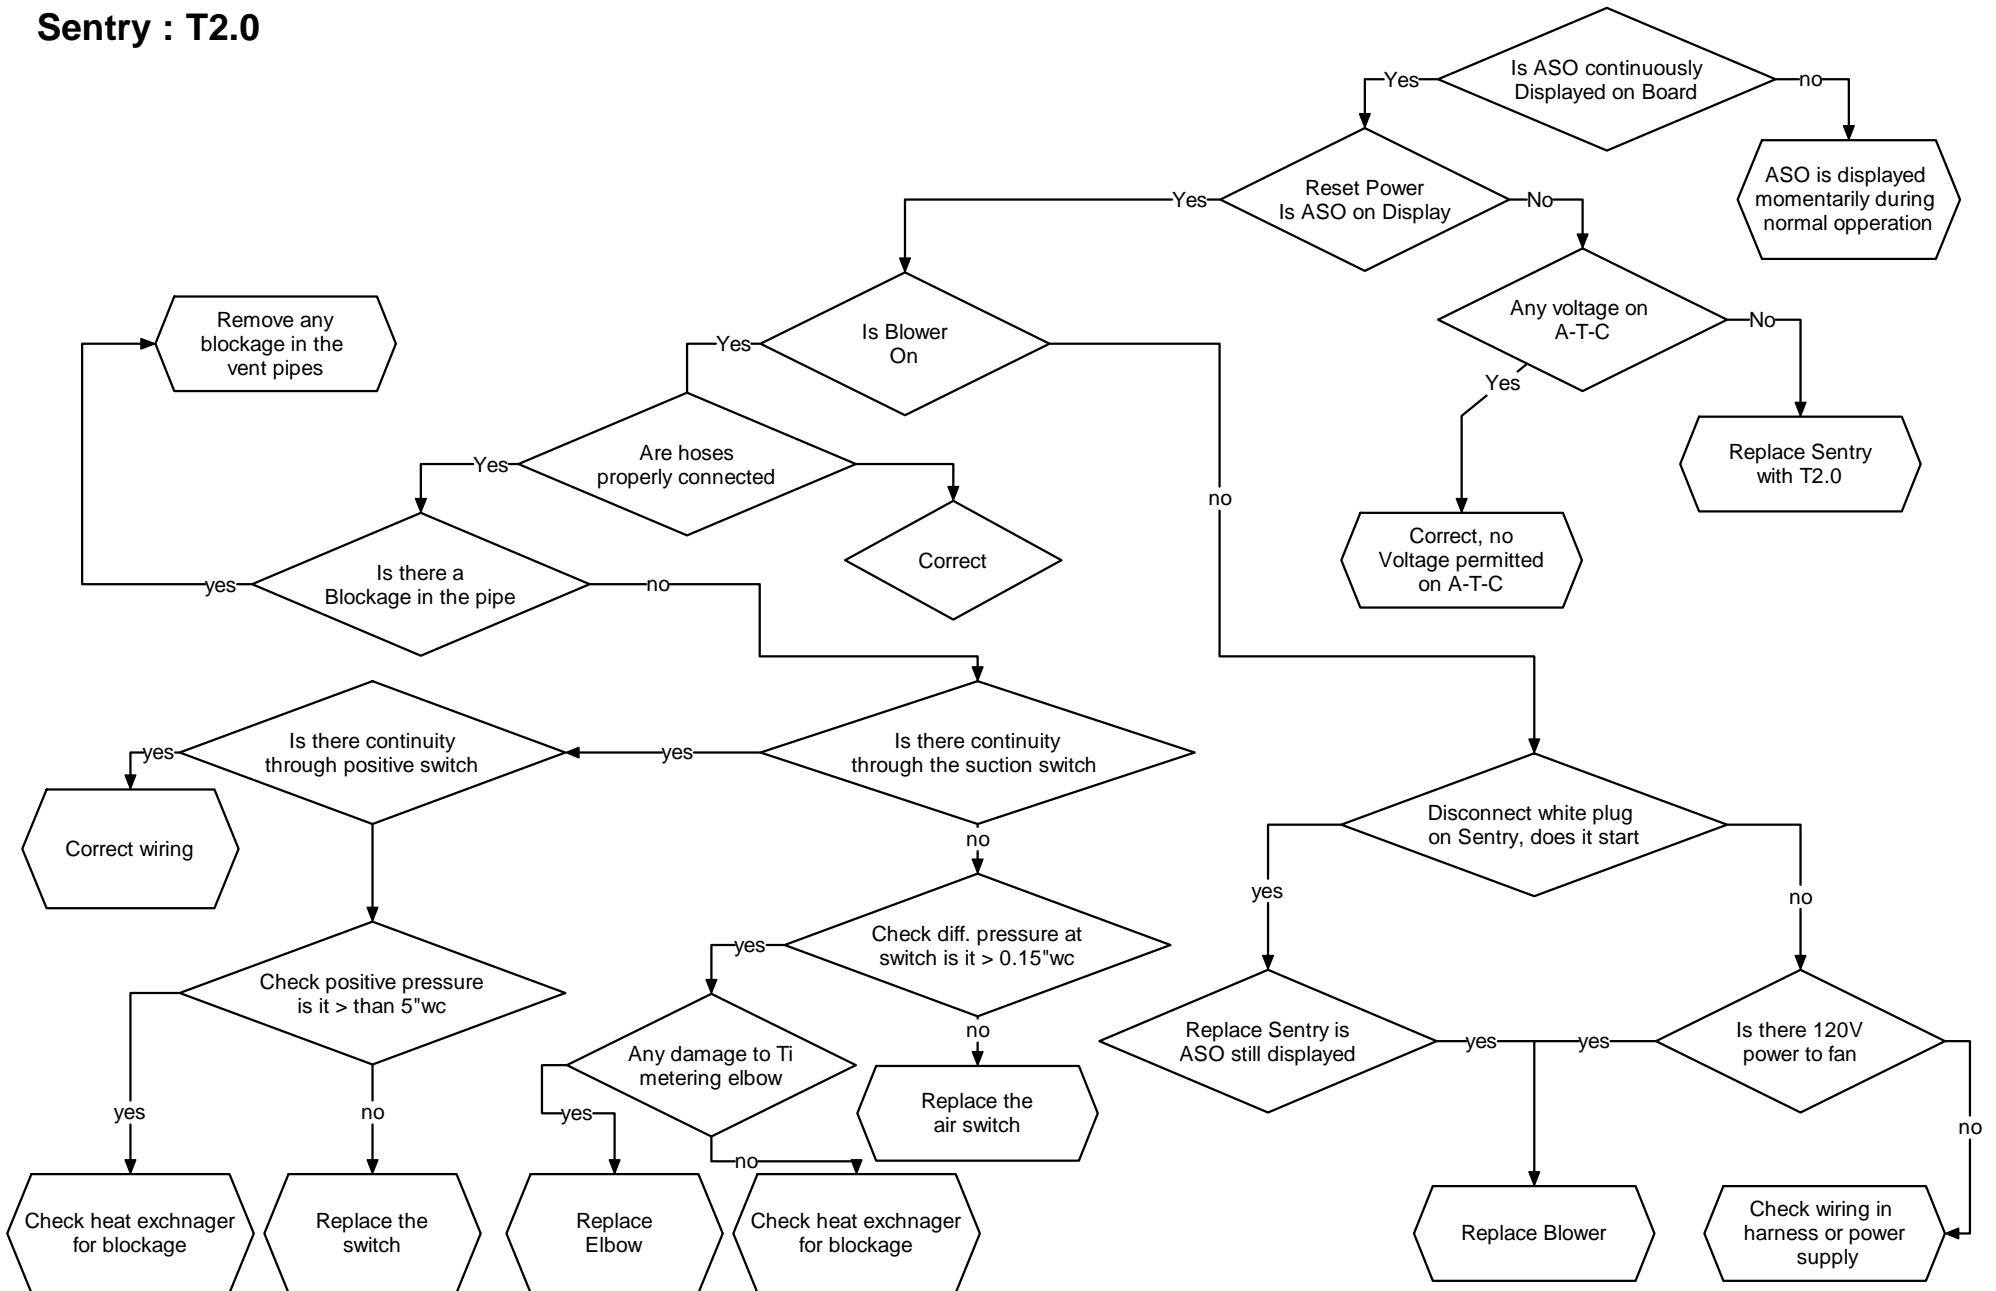 Sentry : T2.0
Is ASO continuously
Displayed on Board
Yes
no
ASO is displayed
momentarily during
normal opperation
Reset Power
Is ASO on Display
Yes
No
Any voltage on
A-T-C
No
Yes
Replace Sentry
with T2.0
Correct, no
Voltage permitted
on A-T-C
Is Blower
On
Yes
no
Remove any
blockage in the
vent pipes
Are hoses
properly connected
Yes
Correct
Is there a
Blockage in the pipe
yes
no
Is there continuity
through the suction switch
yes
no
Is there continuity
through positive switch
yes
Correct wiring
Disconnect white plug
on Sentry, does it start
yes
no
Check diff. pressure at
switch is it > 0.15"wc
yes
no
Check positive pressure
is it > than 5"wc
yes
no
Any damage to Ti
metering elbow
yes
no
Replace the
air switch
Replace Sentry is
ASO still displayed
yes
yes
Is there 120V
power to fan
no
Check heat exchnager
for blockage
Replace the
switch
Replace
Elbow
Check heat exchnager
for blockage
Replace Blower
Check wiring in
harness or power
supply